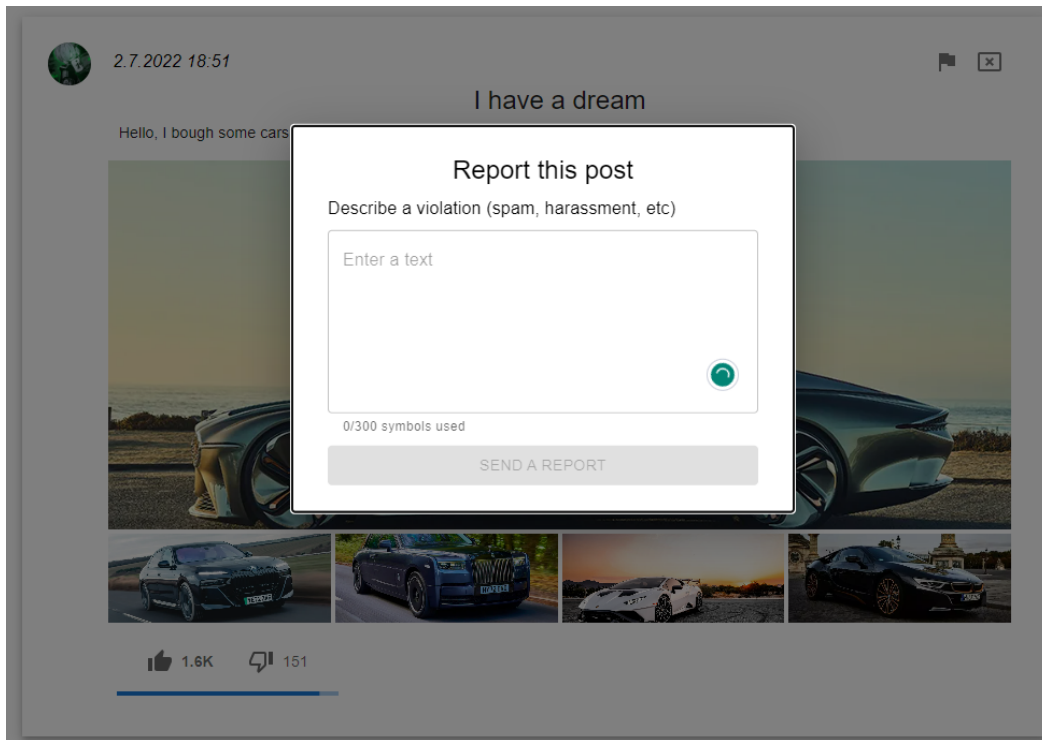 2.7.2022 18:51
I have a dream
Hello, I bough some cars
Report this post
Describe a violation (spam, harassment, etc)
Enter a text
0/300 symbols used
SEND A REPORT
1.6K 151